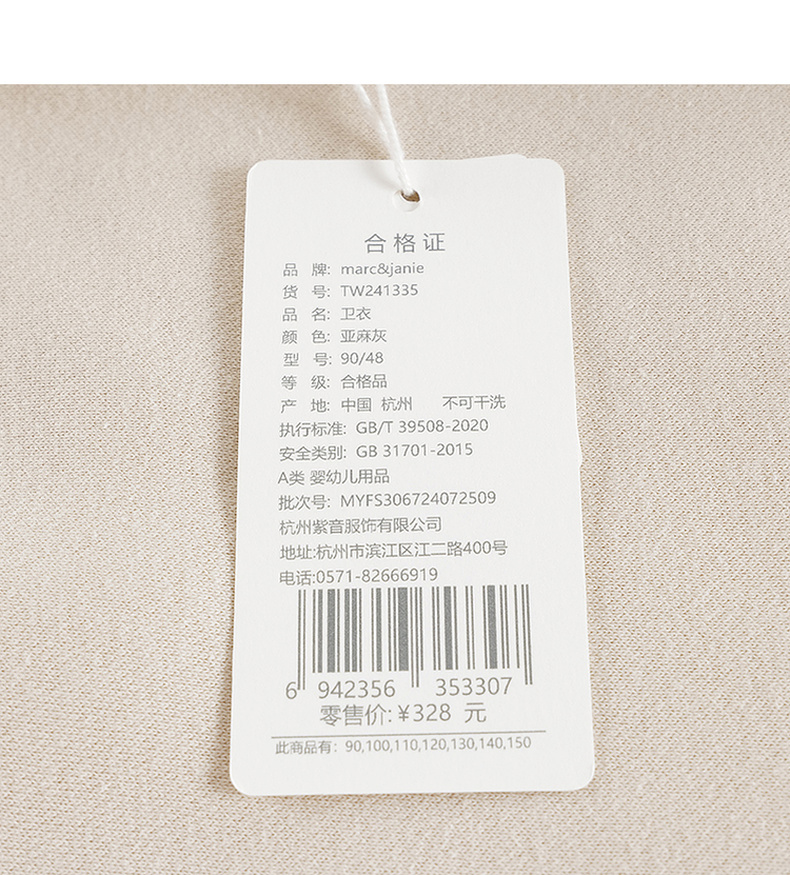 合格证
品 牌: marc&janie
货 号: TW241335
品 名: 卫衣
颜 色: 亚麻灰
型 号: 90/48
等 级: 合格品
产 地: 中国 杭州 不可干洗
执行标准: GB/T 39508-2020
安全类别: GB 31701-2015
A类 婴幼儿用品
批次号: MYFS306724072509
杭州紫音服饰有限公司
地址:杭州市滨江区江二路400号
电话:0571-82666919
6 942356 353307
零售价:¥328 元
此商品有: 90,100,110,120,130,140,150